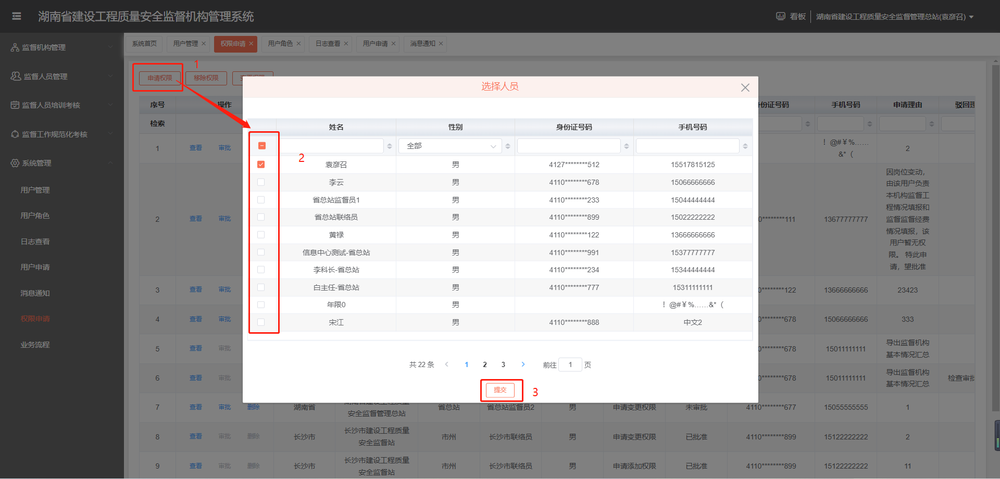 湖南省建设工程质量安全监督机构管理系统
看板
湖南省建设工程质量安全监督管理总站(袁彦召)
监督机构管理
监督人员管理
监督人员培训考核
监督工作规范化考核
系统管理
用户管理
用户角色
日志查看
用户申请
消息通知
权限申请
业务流程
系统首页
用户管理
权限申请
用户角色
日志查看
用户申请
消息通知
1
申请权限
移除权限
序号
操作
身份证号码
手机号码
申请理由
检索
1 查看 审批
！@#￥%……
&*（
2
2 查看 审批
0********111
13677777777
因岗位变动，
由该用户负责
本机构监督工
程情况填报和
监督监督经费
情况填报，该
用户暂无权
限。 特此申
请，望批准
3 查看 审批
0********122 13666666666 23423
4 查看 审批
0********678 15066666666 333
5 查看 审批
0********678 15011111111
导出监督机构
基本情况汇总
6 查看 审批
0********678 15011111111
导出监督机构
基本情况汇总
检查审批
7 查看 审批 删除 湖南省
安全监督管理总站
省总站 省总站监督员2 男 申请变更权限 未审批 4110********677 15055555555 1
8 查看 审批 删除 长沙市
长沙市建设工程质量
安全监督站
市州 长沙市联络员 男 申请变更权限 已批准 4110********899 15122222222 2
9 查看 审批 删除 长沙市
长沙市建设工程质量
安全监督站
市州 长沙市联络员 男 申请添加权限 已批准 4110********899 15122222222 11
选择人员
姓名 性别 身份证号码 手机号码
全部
2
袁彦召 男 4127********512 15517815125
李云 男 4110********678 15066666666
省总站监督员1 男 4110********233 15044444444
省总站联络员 男 4110********899 15022222222
黄禄 男 4110********122 13666666666
信息中心测试-省总站 男 4110********991 15377777777
李科长-省总站 男 4110********234 15344444444
白主任-省总站 男 4110********777 15311111111
年限0 男 ！@#￥%……&*（
宋江 男 4110********888 中文2
共 22 条 1 2 3 前往 1 页
提交
3